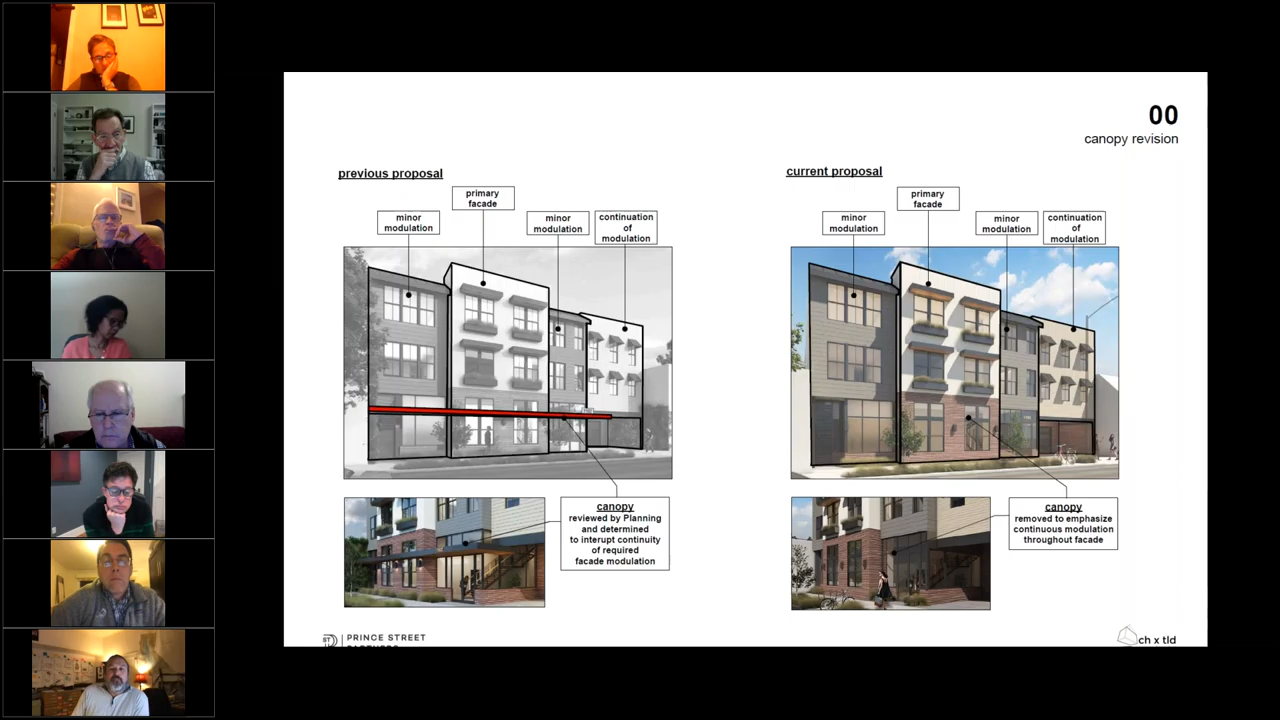 00
canopy revision
previous proposal
primary
facade
minor
modulation
minor
modulation
continuation
of
modulation
canopy
reviewed by Planning
and determined
to interupt continuity
of required
facade modulation
current proposal
primary
facade
minor
modulation
minor
modulation
continuation
of
modulation
canopy
removed to emphasize
continuous modulation
throughout facade
ST
PRINCE STREET
PARTNERS
ch x tld